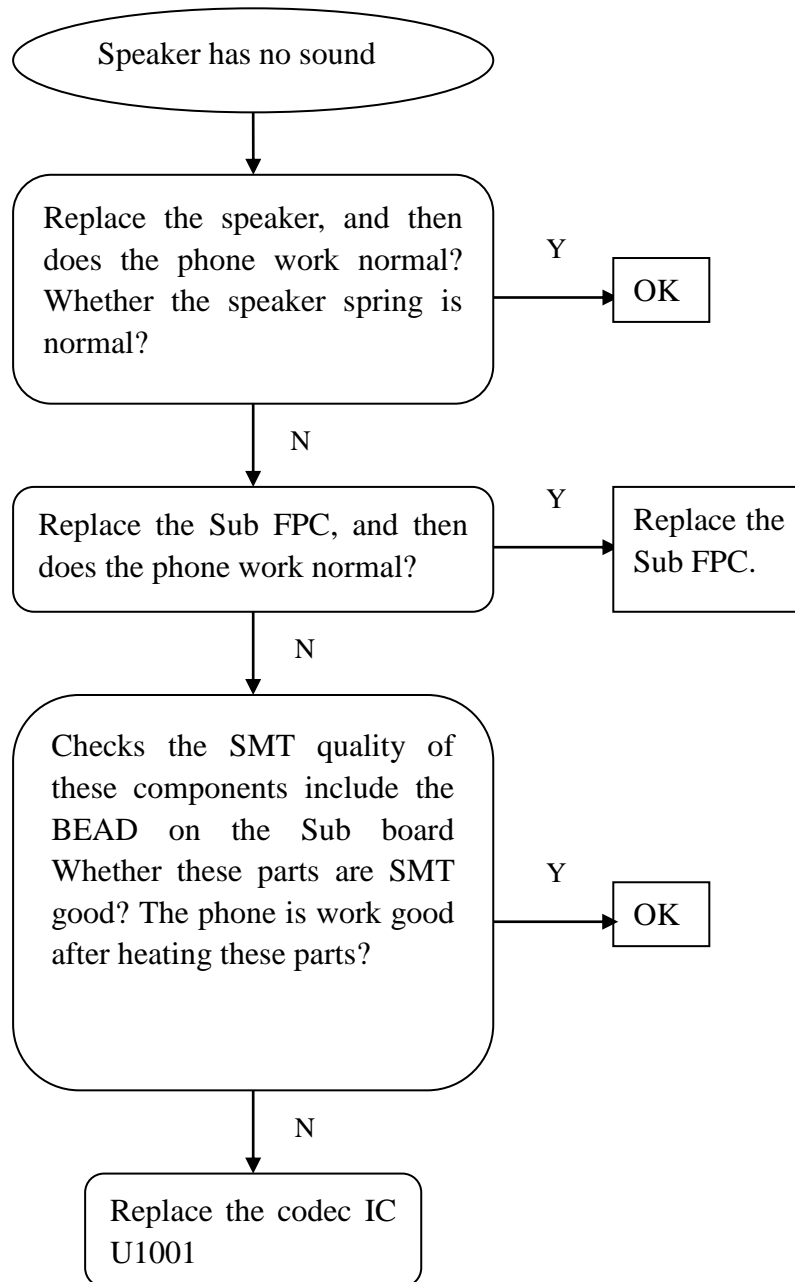 Speaker has no sound
Replace the speaker, and then
does the phone work normal?
Whether the speaker spring is
normal?
Y
OK
N
Replace the Sub FPC, and then
does the phone work normal?
Y
Replace the
Sub FPC.
N
Checks the SMT quality of
these components include the
BEAD on the Sub board
Whether these parts are SMT
good? The phone is work good
after heating these parts?
Y
OK
N
Replace the codec IC
U1001